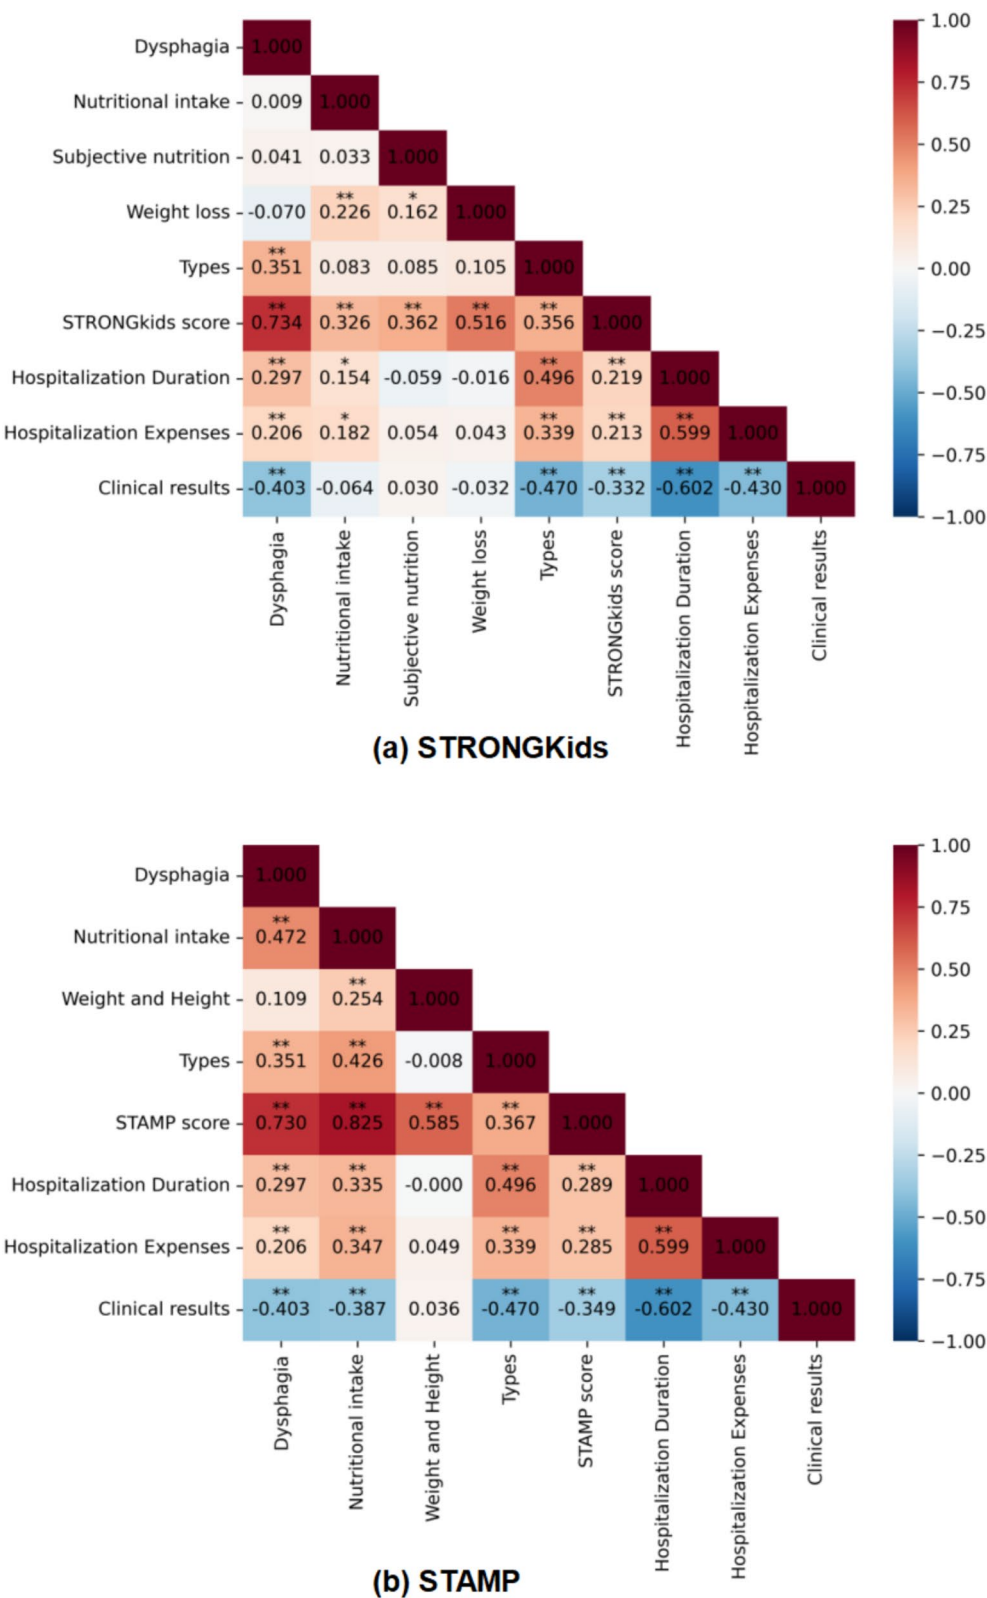 Dysphagia 1.000
Nutritional intake 0.009 1.000
Subjective nutrition 0.041 0.033 1.000
** *
Weight loss -0.070 0.226 0.162 1.000
**
Types 0.351 0.083 0.085 0.105 1.000
** ** ** ** **
STRONGkids score 0.734 0.326 0.362 0.516 0.356 1.000
** * ** **
Hospitalization Duration 0.297 0.154 -0.059 -0.016 0.496 0.219 1.000
** * ** ** **
Hospitalization Expenses 0.206 0.182 0.054 0.043 0.339 0.213 0.599 1.000
** ** ** ** **
Clinical results -0.403 -0.064 0.030 -0.032 -0.470 -0.332 -0.602 -0.430 1.000
Dysphagia
Nutritional intake
Subjective nutrition
Weight loss
Types
STRONGkids score
Hospitalization Duration
Hospitalization Expenses
Clinical results
1.00
0.75
0.50
0.25
0.00
−0.25
−0.50
−0.75
−1.00
(a) STRONGKids
Dysphagia 1.000
**
Nutritional intake 0.472 1.000
**
Weight and Height 0.109 0.254 1.000
** **
Types 0.351 0.426 -0.008 1.000
** ** ** **
STAMP score 0.730 0.825 0.585 0.367 1.000
** ** ** **
Hospitalization Duration 0.297 0.335 -0.000 0.496 0.289 1.000
** ** ** ** **
Hospitalization Expenses 0.206 0.347 0.049 0.339 0.285 0.599 1.000
** ** ** ** ** **
Clinical results -0.403 -0.387 0.036 -0.470 -0.349 -0.602 -0.430 1.000
Dysphagia
Nutritional intake
Weight and Height
Types
STAMP score
Hospitalization Duration
Hospitalization Expenses
Clinical results
1.00
0.75
0.50
0.25
0.00
−0.25
−0.50
−0.75
−1.00
(b) STAMP